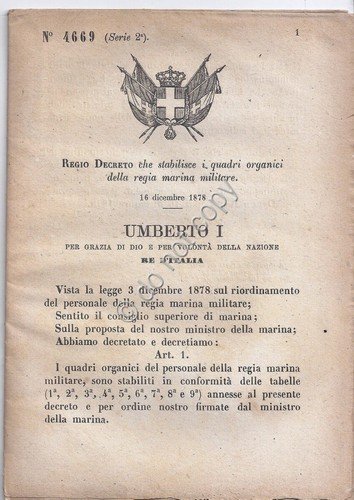 N° 4669 (Serie 2ª). 1
REGIO DECRETO che stabilisce i quadri organici
della regia marina militare.
16 dicembre 1878
UMBERTO I
PER GRAZIA DI DIO E PER VOLONTÀ DELLA NAZIONE
RE D'ITALIA
Vista la legge 3 dicembre 1878 sul riordinamento
del personale della regia marina militare;
Sentito il consiglio superiore di marina;
Sulla proposta del nostro ministro della marina;
Abbiamo decretato e decretiamo:
Art. 1.
I quadri organici del personale della regia marina
militare, sono stabiliti in conformità delle tabelle
(1ª, 2ª, 3ª, 4ª, 5ª, 6ª, 7ª, 8ª e 9ª) annesse al presente
decreto e per ordine nostro firmate dal ministro
della marina.